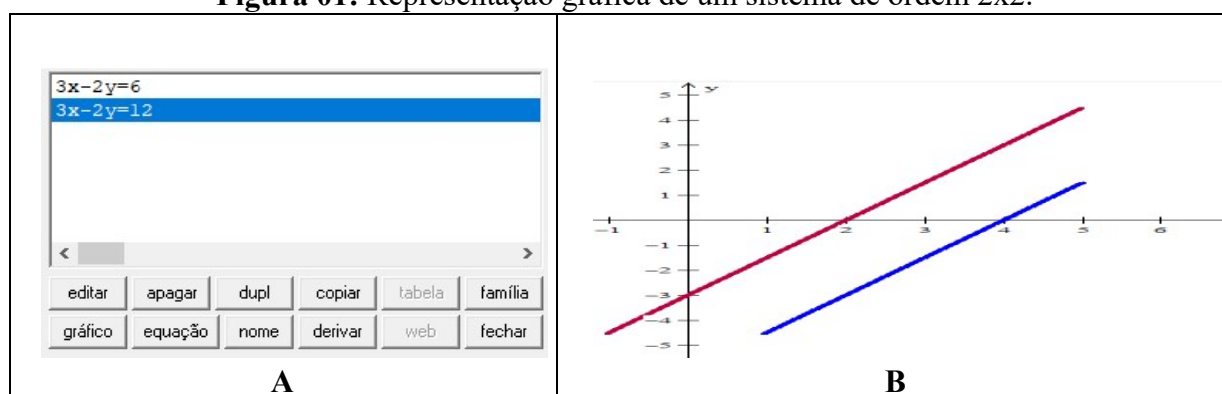 Figura 01: Representação gráfica de um sistema de ordem 2x2.
3x-2y=6
3x-2y=12
editar apagar dupl copiar tabela família
gráfico equação nome derivar web fechar
A
y
5
4
3
2
1
−1 1 2 3 4 5 6
−1
−2
−3
−4
−5
B